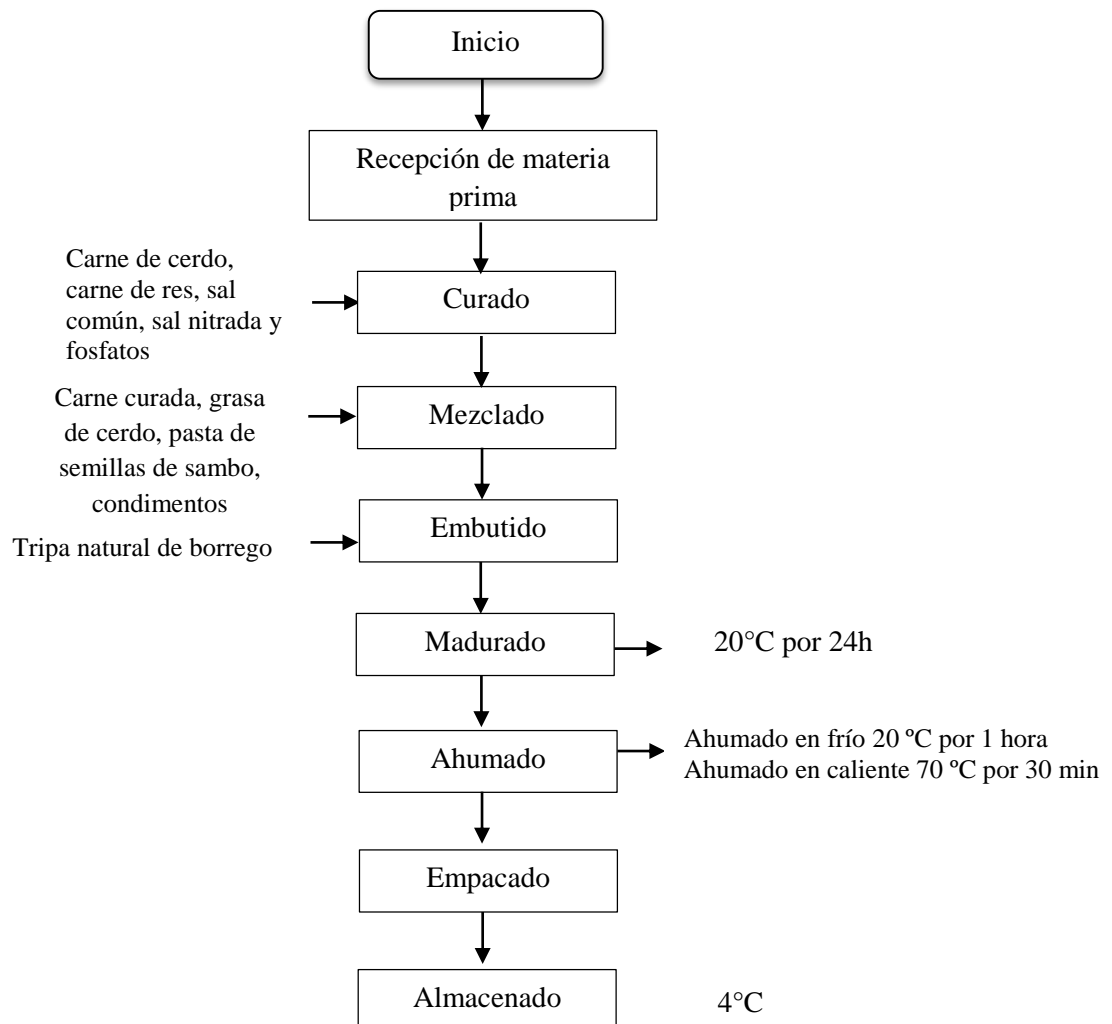 Inicio
Recepción de materia
prima
Carne de cerdo,
carne de res, sal
común, sal nitrada y
fosfatos
Curado
Carne curada, grasa
de cerdo, pasta de
semillas de sambo,
condimentos
Mezclado
Tripa natural de borrego
Embutido
Madurado
20°C por 24h
Ahumado
Ahumado en frío 20 ºC por 1 hora
Ahumado en caliente 70 ºC por 30 min
Empacado
Almacenado
4°C